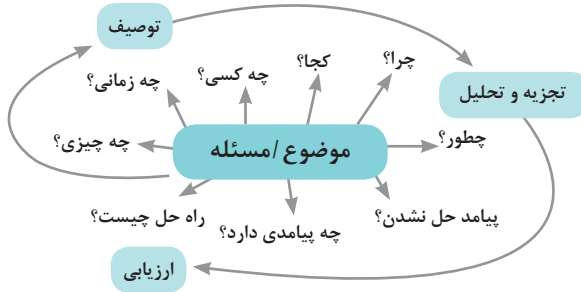 توصیف
چرا؟
کجا؟
چه کسی؟
چه زمانی؟
تجزیه و تحلیل
چطور؟
موضوع/مسئله
چه چیزی؟
پیامد حل نشدن؟
چه پیامدی دارد؟
راه حل چیست؟
ارزیابی